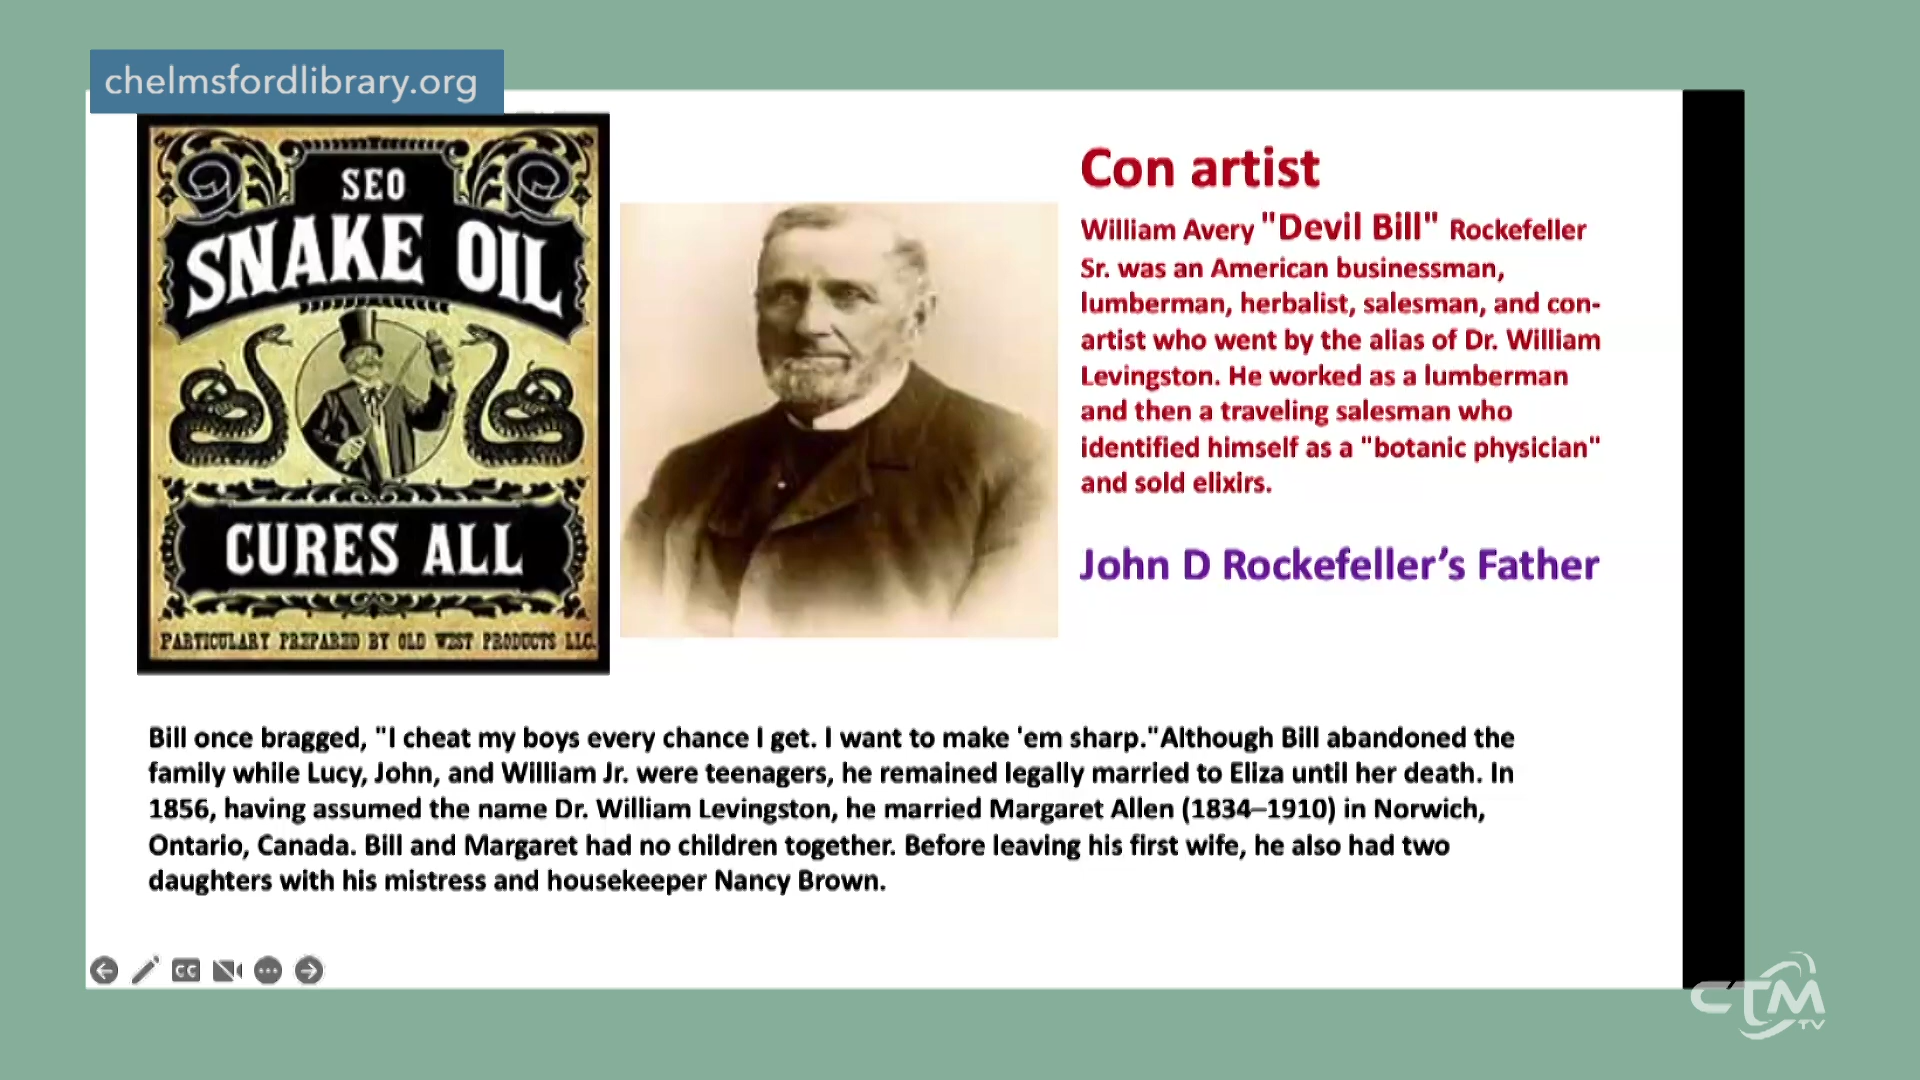 chelmsfordlibrary.org
SEO
SNAKE OIL
CURES ALL
PARTICULARY PREPARED BY OLD WEST PRODUCTS LLC.
Con artist
William Avery "Devil Bill" Rockefeller
Sr. was an American businessman,
lumberman, herbalist, salesman, and con-
artist who went by the alias of Dr. William
Levingston. He worked as a lumberman
and then a traveling salesman who
identified himself as a "botanic physician"
and sold elixirs.
John D Rockefeller’s Father
Bill once bragged, "I cheat my boys every chance I get. I want to make 'em sharp."Although Bill abandoned the
family while Lucy, John, and William Jr. were teenagers, he remained legally married to Eliza until her death. In
1856, having assumed the name Dr. William Levingston, he married Margaret Allen (1834–1910) in Norwich,
Ontario, Canada. Bill and Margaret had no children together. Before leaving his first wife, he also had two
daughters with his mistress and housekeeper Nancy Brown.
CC
CTM
TV